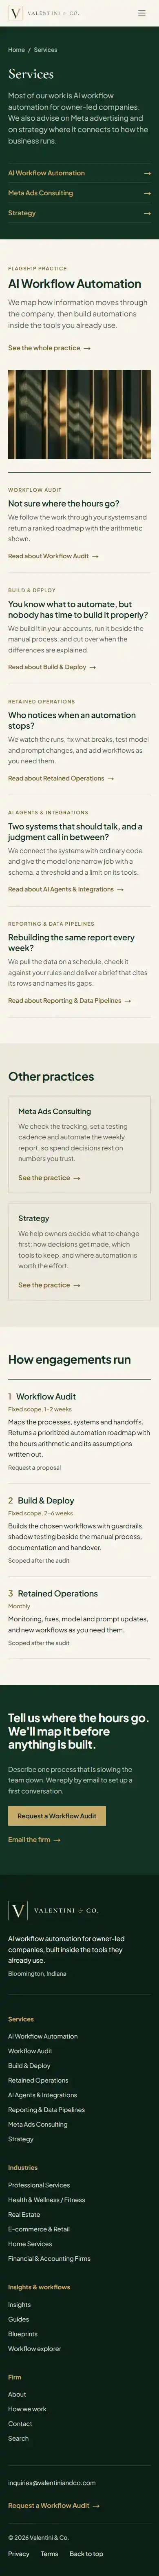 V VALENTINI & CO.
Home / Services
Services
Most of our work is AI workflow
automation for owner-led companies.
We also advise on Meta advertising and
on strategy where it connects to how the
business runs.
AI Workflow Automation →
Meta Ads Consulting →
Strategy →
FLAGSHIP PRACTICE
AI Workflow Automation
We map how information moves through
the company, then build automations
inside the tools you already use.
See the whole practice →
WORKFLOW AUDIT
Not sure where the hours go?
We follow the work through your systems and
return a ranked roadmap with the arithmetic
shown.
Read about Workflow Audit →
BUILD & DEPLOY
You know what to automate, but
nobody has time to build it properly?
We build it in your accounts, run it beside the
manual process, and cut over when the
differences are explained.
Read about Build & Deploy →
RETAINED OPERATIONS
Who notices when an automation
stops?
We watch the runs, fix what breaks, test model
and prompt changes, and add workflows as
you need them.
Read about Retained Operations →
AI AGENTS & INTEGRATIONS
Two systems that should talk, and a
judgment call in between?
We connect the systems with ordinary code
and give the model one narrow job with a
schema, a threshold and a limit on its tools.
Read about AI Agents & Integrations →
REPORTING & DATA PIPELINES
Rebuilding the same report every
week?
We pull the data on a schedule, check it
against your rules and deliver a brief that cites
its rows and names its gaps.
Read about Reporting & Data Pipelines →
Other practices
Meta Ads Consulting
We check the tracking, set a testing
cadence and automate the weekly
report, so spend decisions rest on
numbers you trust.
See the practice →
Strategy
We help owners decide what to change
first: how decisions get made, which
tools to keep, and where automation is
worth the effort.
See the practice →
How engagements run
1 Workflow Audit
Fixed scope, 1–2 weeks
Maps the processes, systems and handoffs.
Returns a prioritized automation roadmap with
the hours arithmetic and its assumptions
written out.
Request a proposal
2 Build & Deploy
Fixed scope, 2–6 weeks
Builds the chosen workflows with guardrails,
shadow testing beside the manual process,
documentation and handover.
Scoped after the audit
3 Retained Operations
Monthly
Monitoring, fixes, model and prompt updates,
and new workflows as you need them.
Scoped after the audit
Tell us where the hours go.
We'll map it before
anything is built.
Describe one process that is slowing the
team down. We reply by email to set up a
first conversation.
Request a Workflow Audit
Email the firm →
V VALENTINI & CO.
AI workflow automation for owner-led
companies, built inside the tools they
already use.
Bloomington, Indiana
Services
AI Workflow Automation
Workflow Audit
Build & Deploy
Retained Operations
AI Agents & Integrations
Reporting & Data Pipelines
Meta Ads Consulting
Strategy
Industries
Professional Services
Health & Wellness / Fitness
Real Estate
E-commerce & Retail
Home Services
Financial & Accounting Firms
Insights & workflows
Insights
Guides
Blueprints
Workflow explorer
Firm
About
How we work
Contact
Search
inquiries@valentiniandco.com
Request a Workflow Audit →
© 2026 Valentini & Co.
Privacy Terms Back to top